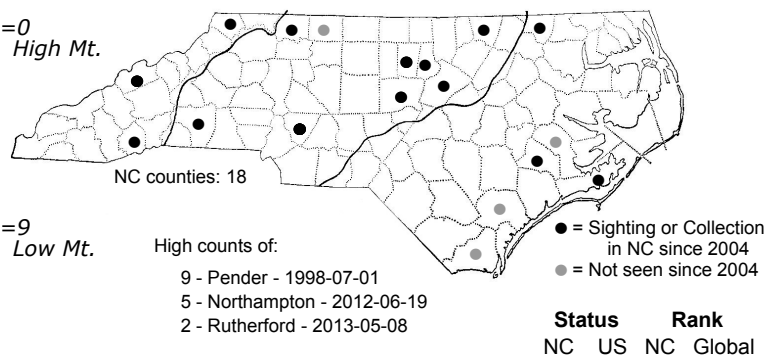 =0
High Mt.
NC counties: 18
=9
Low Mt.
High counts of:
9 - Pender - 1998-07-01
5 - Northampton - 2012-06-19
2 - Rutherford - 2013-05-08
= Sighting or Collection
in NC since 2004
= Not seen since 2004
Status Rank
NC US NC Global